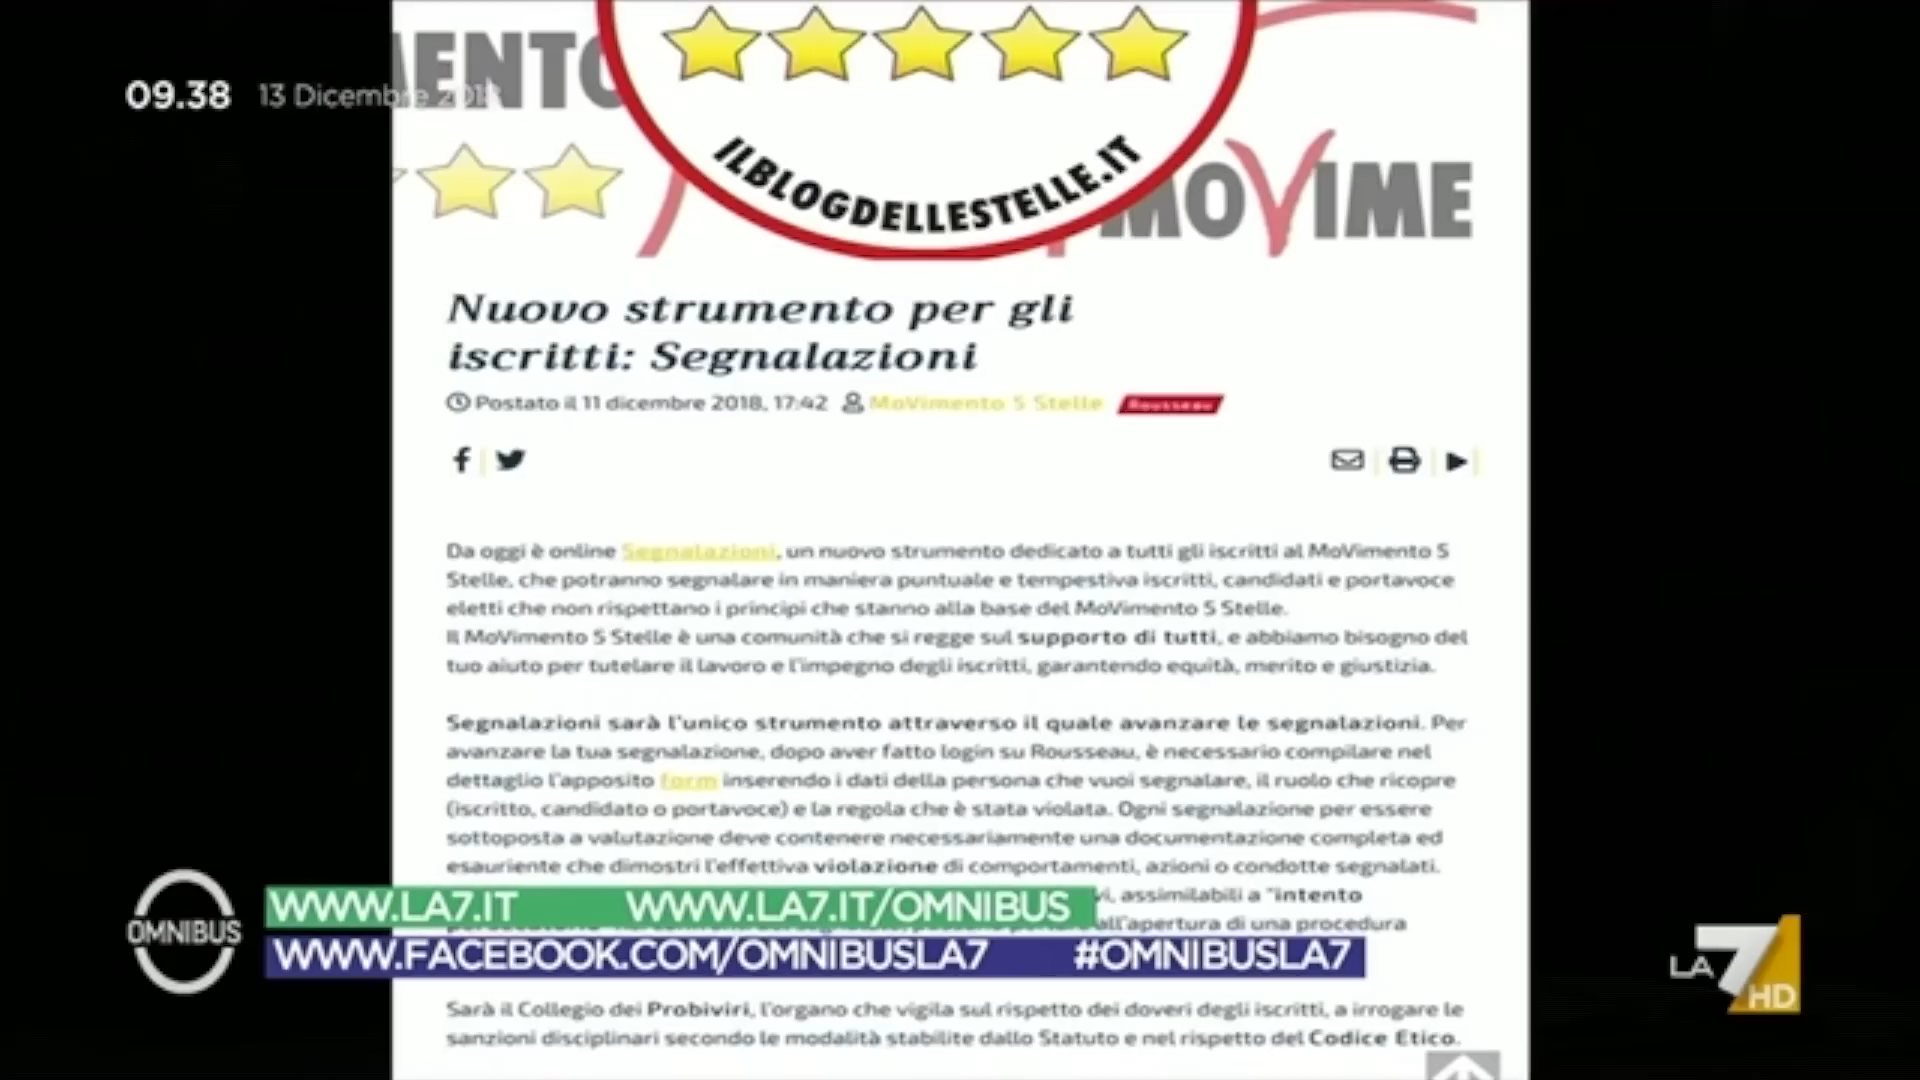 09.38 13 Dicembre 2018
MENTO
ILBLOGDELLESTELLE.IT
MOVIME
Nuovo strumento per gli
iscritti: Segnalazioni
Postato il 11 dicembre 2018, 17:42 MoVimento 5 Stelle Rousseau
Da oggi è online Segnalazioni, un nuovo strumento dedicato a tutti gli iscritti al MoVimento 5
Stelle, che potranno segnalare in maniera puntuale e tempestiva iscritti, candidati e portavoce
eletti che non rispettano i principi che stanno alla base del MoVimento 5 Stelle.
Il MoVimento 5 Stelle è una comunità che si regge sul supporto di tutti, e abbiamo bisogno del
tuo aiuto per tutelare il lavoro e l'impegno degli iscritti, garantendo equità, merito e giustizia.
Segnalazioni sarà l'unico strumento attraverso il quale avanzare le segnalazioni. Per
avanzare la tua segnalazione, dopo aver fatto login su Rousseau, è necessario compilare nel
dettaglio l'apposito form inserendo i dati della persona che vuoi segnalare, il ruolo che ricopre
(iscritto, candidato o portavoce) e la regola che è stata violata. Ogni segnalazione per essere
sottoposta a valutazione deve contenere necessariamente una documentazione completa ed
esauriente che dimostri l'effettiva violazione di comportamenti, azioni o condotte segnalati.
vi, assimilabili a "intento
all'apertura di una procedura
Sarà il Collegio dei Probiviri, l'organo che vigila sul rispetto dei doveri degli iscritti, a irrogare le
sanzioni disciplinari secondo le modalità stabilite dallo Statuto e nel rispetto del Codice Etico.
OMNIBUS
WWW.LA7.IT WWW.LA7.IT/OMNIBUS
WWW.FACEBOOK.COM/OMNIBUSLA7 #OMNIBUSLA7
LA7 HD